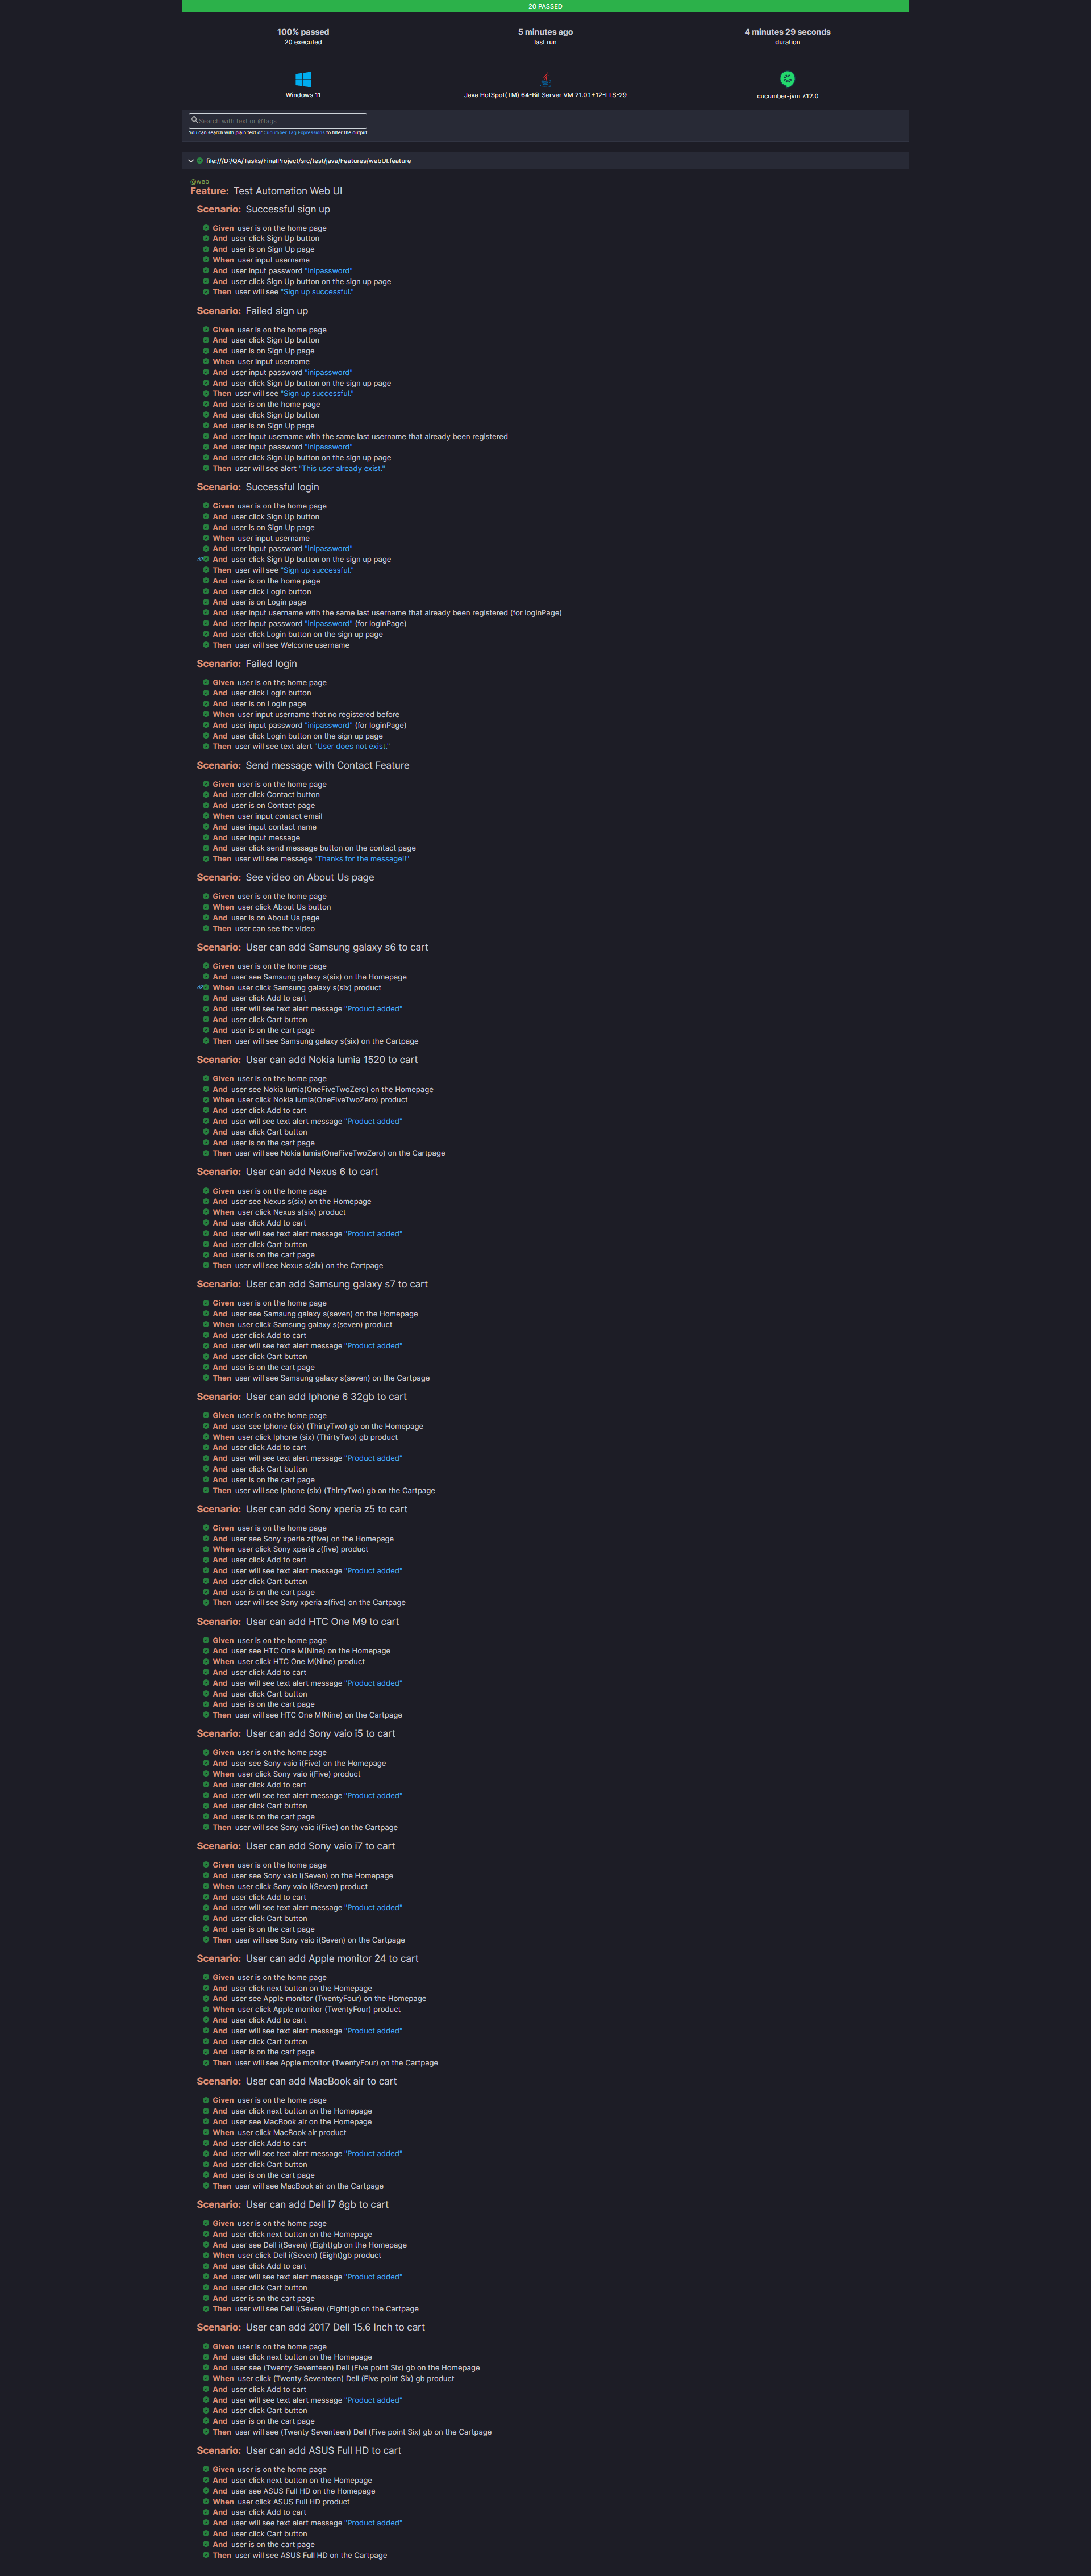 20 PASSED
100% passed
20 executed
5 minutes ago
last run
4 minutes 29 seconds
duration
Windows 11
Java HotSpot(TM) 64-Bit Server VM 21.0.1+12-LTS-29
cucumber-jvm 7.12.0
Search with text or @tags
You can search with plain text or Cucumber Tag Expressions to filter the output
file:///D:/QA/Tasks/FinalProject/src/test/java/Features/webUI.feature
@web
Feature: Test Automation Web UI
Scenario: Successful sign up
Given user is on the home page
And user click Sign Up button
And user is on Sign Up page
When user input username
And user input password "inipassword"
And user click Sign Up button on the sign up page
Then user will see "Sign up successful."
Scenario: Failed sign up
Given user is on the home page
And user click Sign Up button
And user is on Sign Up page
When user input username
And user input password "inipassword"
And user click Sign Up button on the sign up page
Then user will see "Sign up successful."
And user is on the home page
And user click Sign Up button
And user is on Sign Up page
And user input username with the same last username that already been registered
And user input password "inipassword"
And user click Sign Up button on the sign up page
Then user will see alert "This user already exist."
Scenario: Successful login
Given user is on the home page
And user click Sign Up button
And user is on Sign Up page
When user input username
And user input password "inipassword"
And user click Sign Up button on the sign up page
Then user will see "Sign up successful."
And user is on the home page
And user click Login button
And user is on Login page
And user input username with the same last username that already been registered (for loginPage)
And user input password "inipassword" (for loginPage)
And user click Login button on the sign up page
Then user will see Welcome username
Scenario: Failed login
Given user is on the home page
And user click Login button
And user is on Login page
When user input username that no registered before
And user input password "inipassword" (for loginPage)
And user click Login button on the sign up page
Then user will see text alert "User does not exist."
Scenario: Send message with Contact Feature
Given user is on the home page
And user click Contact button
And user is on Contact page
When user input contact email
And user input contact name
And user input message
And user click send message button on the contact page
Then user will see message "Thanks for the message!!"
Scenario: See video on About Us page
Given user is on the home page
When user click About Us button
And user is on About Us page
Then user can see the video
Scenario: User can add Samsung galaxy s6 to cart
Given user is on the home page
And user see Samsung galaxy s(six) on the Homepage
When user click Samsung galaxy s(six) product
And user click Add to cart
And user will see text alert message "Product added"
And user click Cart button
And user is on the cart page
Then user will see Samsung galaxy s(six) on the Cartpage
Scenario: User can add Nokia lumia 1520 to cart
Given user is on the home page
And user see Nokia lumia(OneFiveTwoZero) on the Homepage
When user click Nokia lumia(OneFiveTwoZero) product
And user click Add to cart
And user will see text alert message "Product added"
And user click Cart button
And user is on the cart page
Then user will see Nokia lumia(OneFiveTwoZero) on the Cartpage
Scenario: User can add Nexus 6 to cart
Given user is on the home page
And user see Nexus s(six) on the Homepage
When user click Nexus s(six) product
And user click Add to cart
And user will see text alert message "Product added"
And user click Cart button
And user is on the cart page
Then user will see Nexus s(six) on the Cartpage
Scenario: User can add Samsung galaxy s7 to cart
Given user is on the home page
And user see Samsung galaxy s(seven) on the Homepage
When user click Samsung galaxy s(seven) product
And user click Add to cart
And user will see text alert message "Product added"
And user click Cart button
And user is on the cart page
Then user will see Samsung galaxy s(seven) on the Cartpage
Scenario: User can add Iphone 6 32gb to cart
Given user is on the home page
And user see Iphone (six) (ThirtyTwo) gb on the Homepage
When user click Iphone (six) (ThirtyTwo) gb product
And user click Add to cart
And user will see text alert message "Product added"
And user click Cart button
And user is on the cart page
Then user will see Iphone (six) (ThirtyTwo) gb on the Cartpage
Scenario: User can add Sony xperia z5 to cart
Given user is on the home page
And user see Sony xperia z(five) on the Homepage
When user click Sony xperia z(five) product
And user click Add to cart
And user will see text alert message "Product added"
And user click Cart button
And user is on the cart page
Then user will see Sony xperia z(five) on the Cartpage
Scenario: User can add HTC One M9 to cart
Given user is on the home page
And user see HTC One M(Nine) on the Homepage
When user click HTC One M(Nine) product
And user click Add to cart
And user will see text alert message "Product added"
And user click Cart button
And user is on the cart page
Then user will see HTC One M(Nine) on the Cartpage
Scenario: User can add Sony vaio i5 to cart
Given user is on the home page
And user see Sony vaio i(Five) on the Homepage
When user click Sony vaio i(Five) product
And user click Add to cart
And user will see text alert message "Product added"
And user click Cart button
And user is on the cart page
Then user will see Sony vaio i(Five) on the Cartpage
Scenario: User can add Sony vaio i7 to cart
Given user is on the home page
And user see Sony vaio i(Seven) on the Homepage
When user click Sony vaio i(Seven) product
And user click Add to cart
And user will see text alert message "Product added"
And user click Cart button
And user is on the cart page
Then user will see Sony vaio i(Seven) on the Cartpage
Scenario: User can add Apple monitor 24 to cart
Given user is on the home page
And user click next button on the Homepage
And user see Apple monitor (TwentyFour) on the Homepage
When user click Apple monitor (TwentyFour) product
And user click Add to cart
And user will see text alert message "Product added"
And user click Cart button
And user is on the cart page
Then user will see Apple monitor (TwentyFour) on the Cartpage
Scenario: User can add MacBook air to cart
Given user is on the home page
And user click next button on the Homepage
And user see MacBook air on the Homepage
When user click MacBook air product
And user click Add to cart
And user will see text alert message "Product added"
And user click Cart button
And user is on the cart page
Then user will see MacBook air on the Cartpage
Scenario: User can add Dell i7 8gb to cart
Given user is on the home page
And user click next button on the Homepage
And user see Dell i(Seven) (Eight)gb on the Homepage
When user click Dell i(Seven) (Eight)gb product
And user click Add to cart
And user will see text alert message "Product added"
And user click Cart button
And user is on the cart page
Then user will see Dell i(Seven) (Eight)gb on the Cartpage
Scenario: User can add 2017 Dell 15.6 Inch to cart
Given user is on the home page
And user click next button on the Homepage
And user see (Twenty Seventeen) Dell (Five point Six) gb on the Homepage
When user click (Twenty Seventeen) Dell (Five point Six) gb product
And user click Add to cart
And user will see text alert message "Product added"
And user click Cart button
And user is on the cart page
Then user will see (Twenty Seventeen) Dell (Five point Six) gb on the Cartpage
Scenario: User can add ASUS Full HD to cart
Given user is on the home page
And user click next button on the Homepage
And user see ASUS Full HD on the Homepage
When user click ASUS Full HD product
And user click Add to cart
And user will see text alert message "Product added"
And user click Cart button
And user is on the cart page
Then user will see ASUS Full HD on the Cartpage